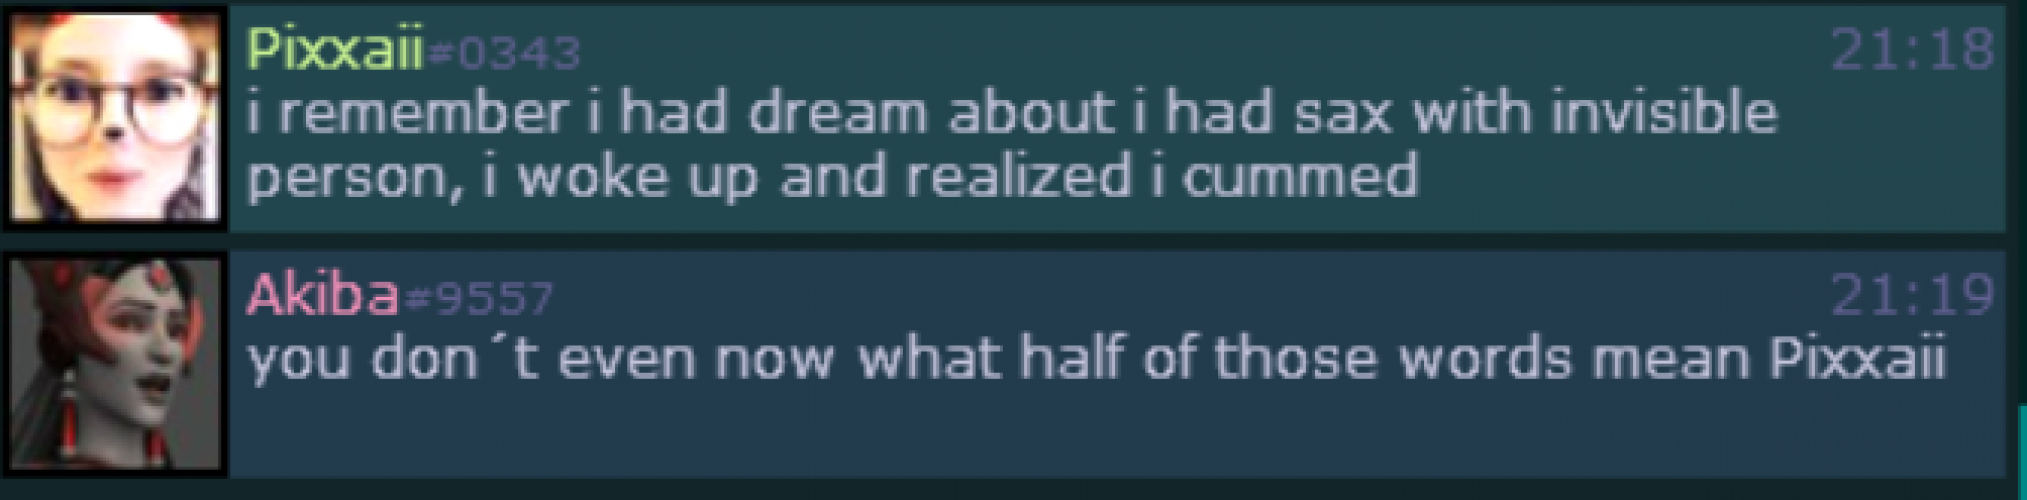 Pixxaii#0343 21:18
i remember i had dream about i had sax with invisible
person, i woke up and realized i cummed
Akiba#9557 21:19
you don´t even now what half of those words mean Pixxaii